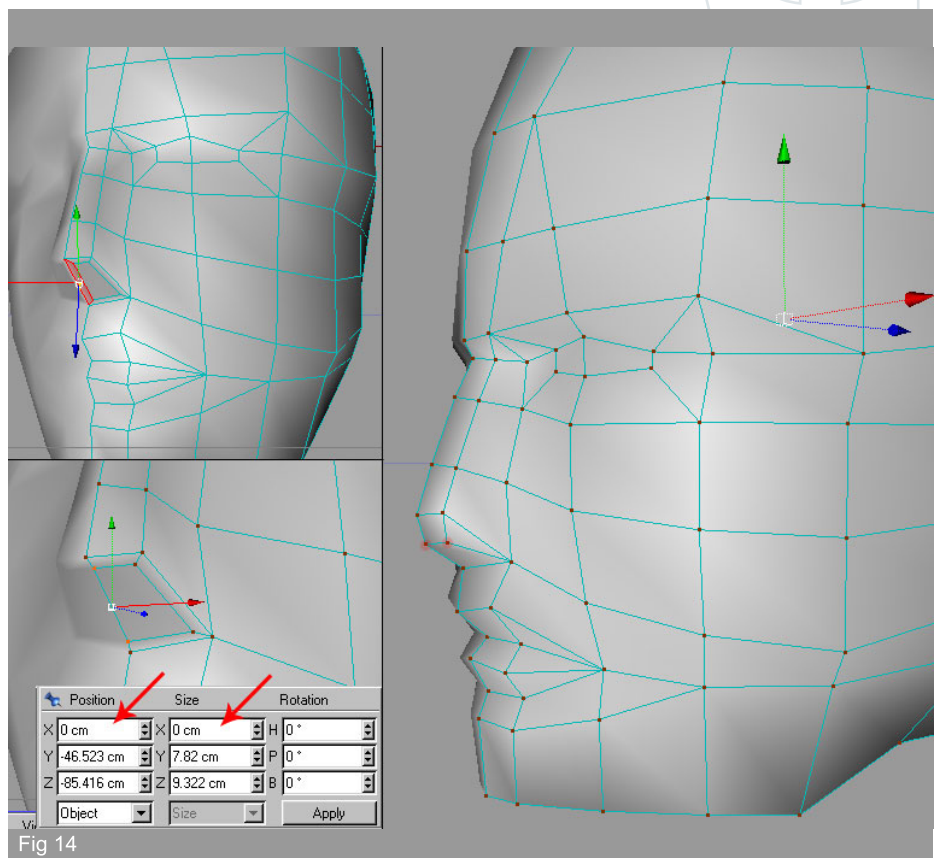 Position Size Rotation
X 0 cm X 0 cm H 0 °
Y -46.523 cm Y 7.82 cm P 0 °
Z -85.416 cm Z 9.322 cm B 0 °
Object Size Apply
Fig 14